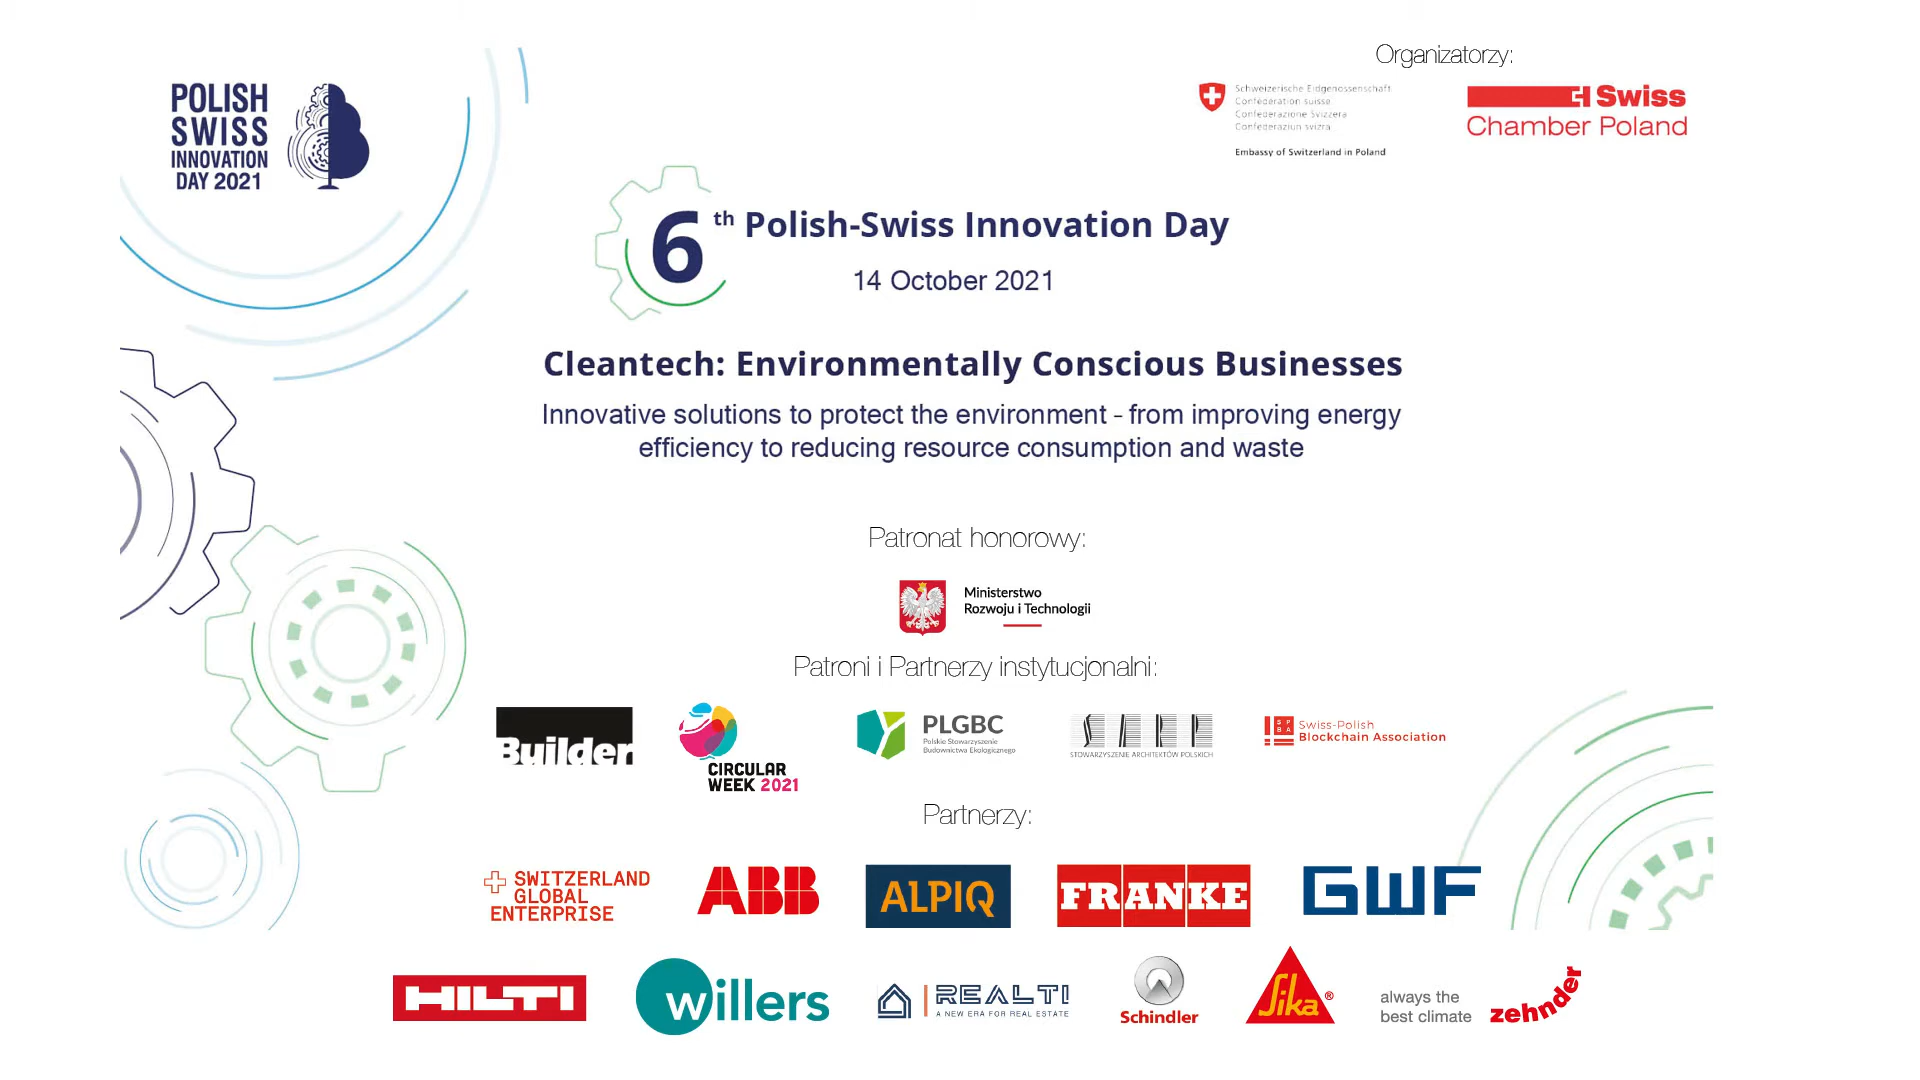 Organizatorzy:
POLISH
SWISS
INNOVATION
DAY 2021
Schweizerische Eidgenossenschaft
Confédération suisse
Confederazione Svizzera
Confederaziun svizra
Embassy of Switzerland in Poland
Swiss
Chamber Poland
6th Polish-Swiss Innovation Day
14 October 2021
Cleantech: Environmentally Conscious Businesses
Innovative solutions to protect the environment - from improving energy
efficiency to reducing resource consumption and waste
Patronat honorowy:
Ministerstwo
Rozwoju i Technologii
Patroni i Partnerzy instytucjonalni:
Builder
CIRCULAR
WEEK 2021
PLGBC
Polskie Stowarzyszenie
Budownictwa Ekologicznego
SARP
STOWARZYSZENIE ARCHITEKTÓW POLSKICH
SP
BA
Swiss-Polish
Blockchain Association
Partnerzy:
SWITZERLAND
GLOBAL
ENTERPRISE
ABB
ALPIQ
FRANKE
GWF
HILTI
willers
REALTI
A NEW ERA FOR REAL ESTATE
Schindler
Sika®
always the
best climate
zehnder